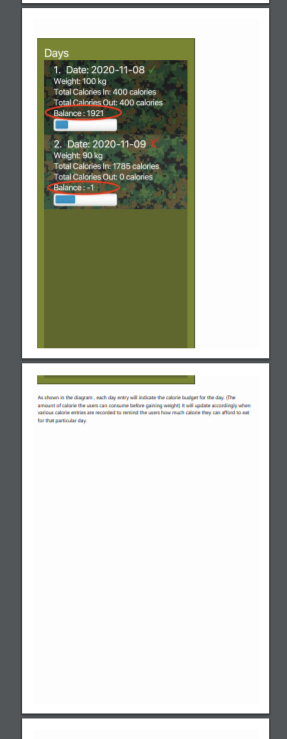 Days
1. Date: 2020-11-08 ✓
Weight: 100 kg
Total Calories In: 400 calories
Total Calories Out: 400 calories
Balance : 1921
2. Date: 2020-11-09
Weight: 90 kg
Total Calories In: 1785 calories
Total Calories Out: 0 calories
Balance : -1
As shown in the diagram , each day entry will indicate the calorie budget for the day. (The
amount of calorie the users can consume before gaining weight) It will update accordingly when
various calorie entries are recorded to remind the users how much calorie they can afford to eat
for that particular day.